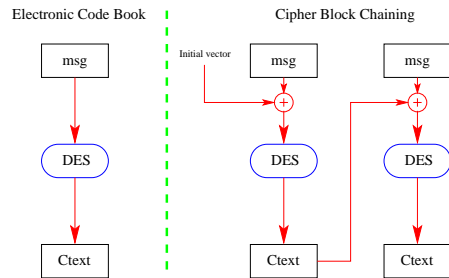 Electronic Code Book
Cipher Block Chaining
msg
msg
msg
Initial vector
+
+
DES
DES
DES
Ctext
Ctext
Ctext